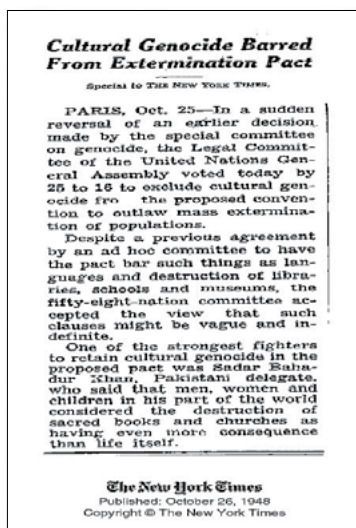 Cultural Genocide Barred
From Extermination Pact
Special to THE NEW YORK TIMES.
PARIS, Oct. 25—In a sudden
reversal of an earlier decision
made by the special committee
on genocide, the Legal Commit-
tee of the United Nations Gen-
eral Assembly voted today by
25 to 16 to exclude cultural gen-
ocide fro the proposed conven-
tion to outlaw mass extermina-
tion of populations.
Despite a previous agreement
by an ad hoc committee to have
the pact bar such things as lan-
guages and destruction of libra-
ries, schools and museums, the
fifty-eight-nation committee ac-
cepted the view that such
clauses might be vague and in-
definite.
One of the strongest fighters
to retain cultural genocide in the
proposed pact was Sadar Baha-
dur Khan, Pakistani delegate,
who said that men, women and
children in his part of the world
considered the destruction of
sacred books and churches as
having even more consequence
than life itself.
The New York Times
Published: October 26, 1948
Copyright © The New York Times